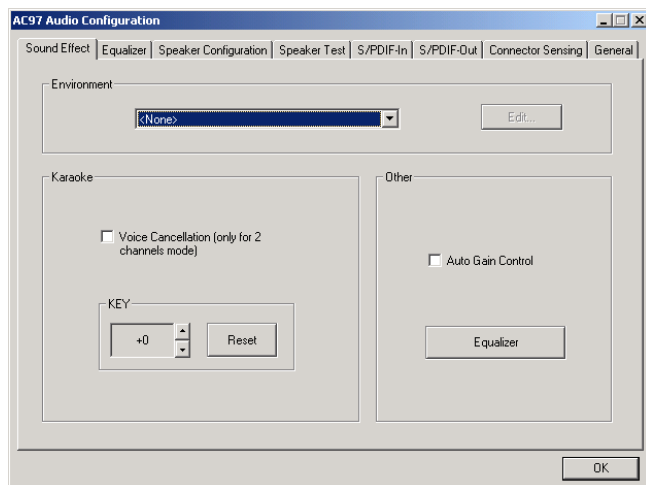 AC97 Audio Configuration
Sound Effect Equalizer Speaker Configuration Speaker Test S/PDIF-In S/PDIF-Out Connector Sensing General
Environment
<None>
Edit...
Karaoke
Voice Cancellation (only for 2
channels mode)
KEY
+0
Reset
Other
Auto Gain Control
Equalizer
OK